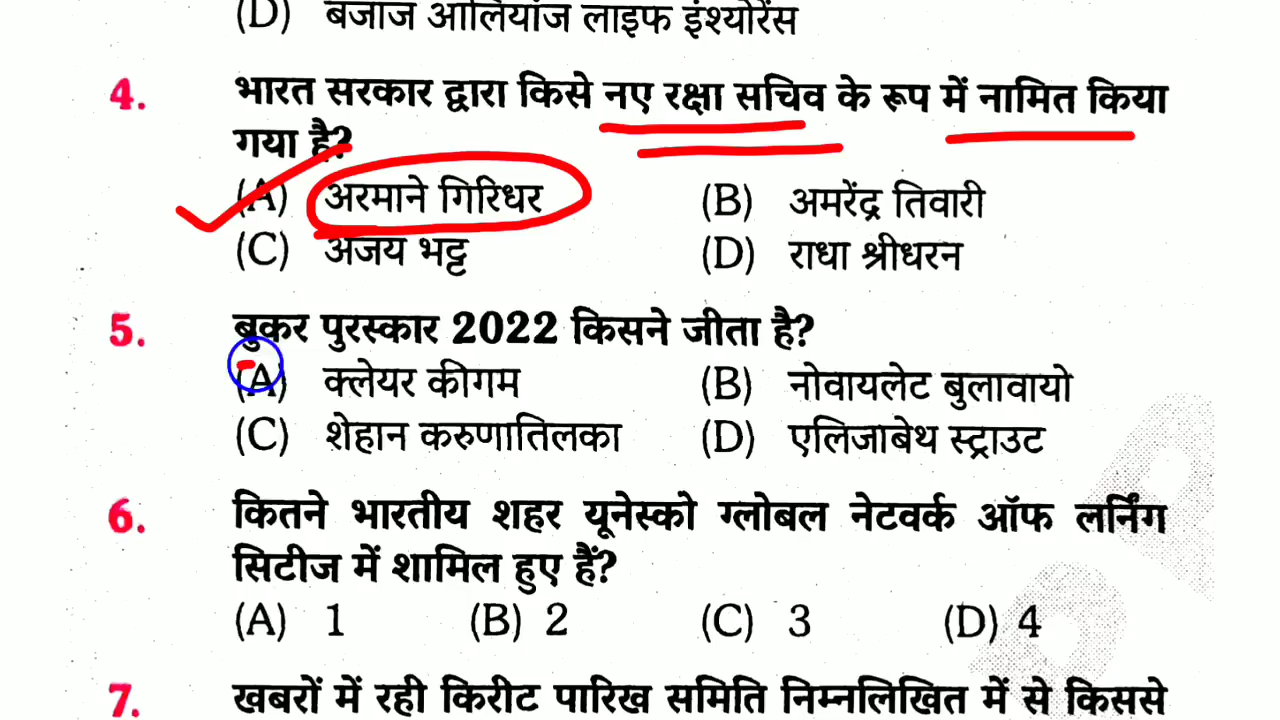 (D) बजाज आलियांज लाइफ इंश्योरेंस
4. भारत सरकार द्वारा किसे नए रक्षा सचिव के रूप में नामित किया
गया है?
(A) अरमाने गिरिधर (B) अमरेंद्र तिवारी
(C) अजय भट्ट (D) राधा श्रीधरन
5. बुकर पुरस्कार 2022 किसने जीता है?
(A) क्लेयर कीगम (B) नोवायलेट बुलावायो
(C) शेहान करुणातिलका (D) एलिजाबेथ स्ट्राउट
6. कितने भारतीय शहर यूनेस्को ग्लोबल नेटवर्क ऑफ लर्निंग
सिटीज में शामिल हुए हैं?
(A) 1 (B) 2 (C) 3 (D) 4
7. खबरों में रही किरीट पारिख समिति निम्नलिखित में से किससे